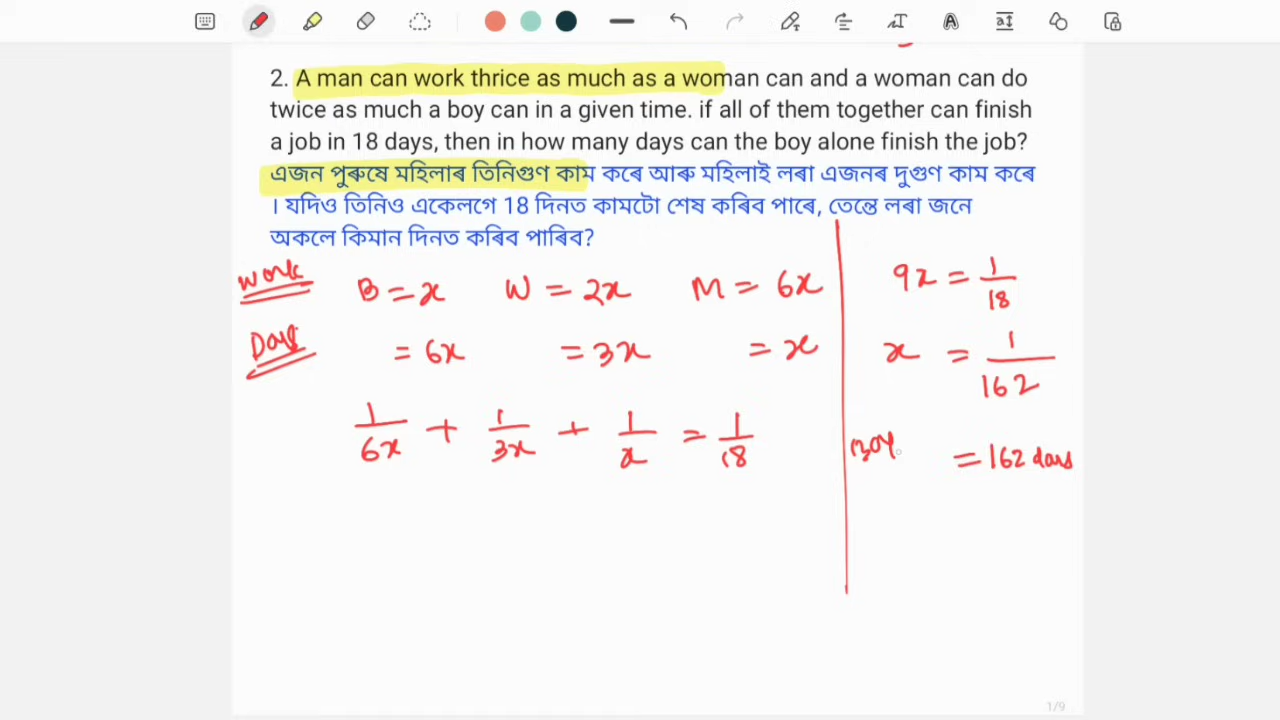 2. A man can work thrice as much as a woman can and a woman can do
twice as much a boy can in a given time. if all of them together can finish
a job in 18 days, then in how many days can the boy alone finish the job?
এজন পুৰুষে মহিলাৰ তিনিগুণ কাম কৰে আৰু মহিলাই লৰা এজনৰ দুগুণ কাম কৰে
। যদিও তিনিও একেলগে 18 দিনত কামটো শেষ কৰিব পাৰে, তেন্তে লৰা জনে
অকলে কিমান দিনত কৰিব পাৰিব?
Work B = x W = 2x M = 6x
Days = 6x = 3x = x
1/6x + 1/3x + 1/x = 1/18
9x = 1/18
x = 1/162
Boy = 162 days
1/9